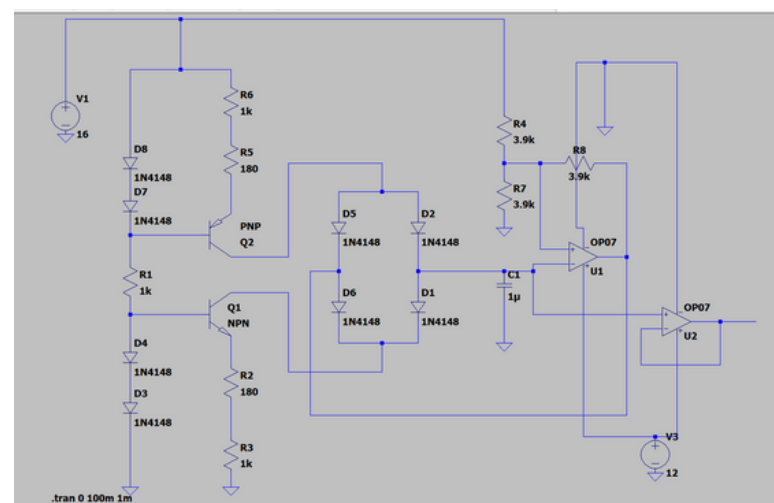 V1
16
R6
1k
D8
1N4148
R5
180
D7
1N4148
PNP
Q2
R1
1k
Q1
NPN
D4
1N4148
R2
180
D3
1N4148
R3
1k
D5
1N4148
D2
1N4148
D6
1N4148
D1
1N4148
R4
3.9k
R8
3.9k
R7
3.9k
C1
1µ
OP07
U1
OP07
U2
V3
12
.tran 0 100m 1m